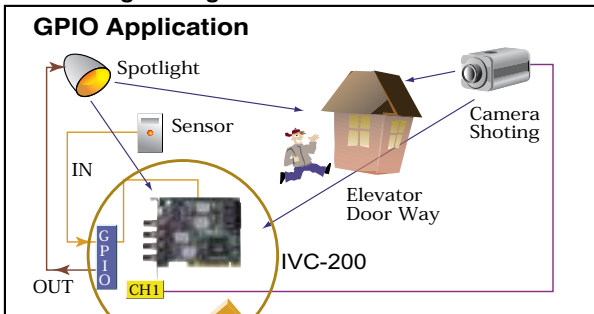 GPIO Application
Spotlight
Sensor
Camera
Shoting
IN
Elevator
Door Way
GPIO
IVC-200
OUT
CH1